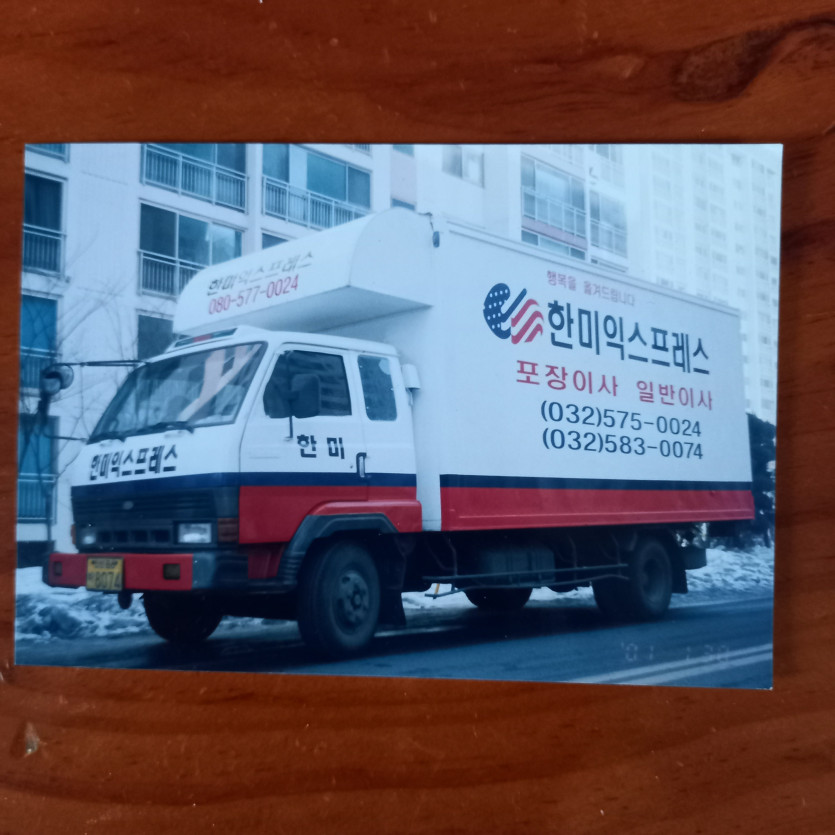 한미익스프레스
080-577-0024
행복을 옮겨드립니다
한미익스프레스
포장이사 일반이사
(032)575-0024
(032)583-0074
한미
한미익스프레스
8074
'01 1 30